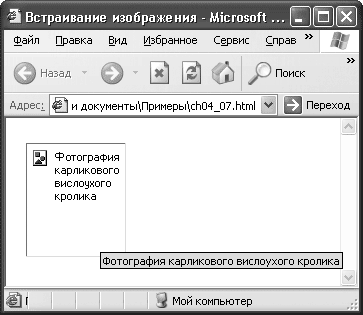 Встраивание изображения - Microsoft ...
Файл Правка Вид Избранное Сервис Справ »
Назад Поиск »
Адрес: и документы\Примеры\ch04_07.html Переход
Фотография
карликового
вислоухого
кролика
Фотография карликового вислоухого кролика
Мой компьютер